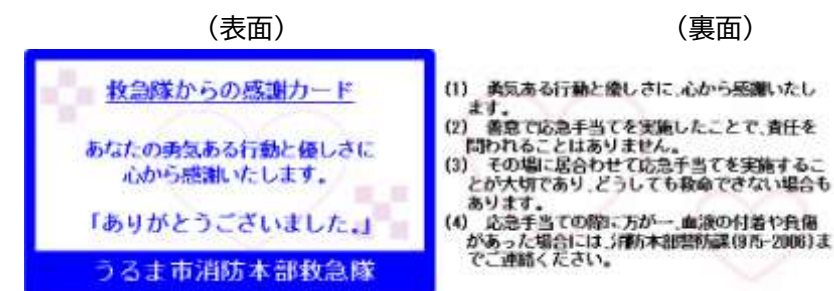 (表面)
救急隊からの感謝カード
あなたの勇気ある行動と優しさに
心から感謝いたします。
「ありがとうございました。」
うるま市消防本部救急隊
(裏面)
(1) 勇気ある行動と優しさに、心から感謝いたし
ます。
(2) 善意で応急手当てを実施したことで、責任を
問われることはありません。
(3) その場に居合わせて応急手当てを実施するこ
とが大切であり、どうしても救命できない場合も
あります。
(4) 応急手当ての際に万が一、血液の付着や負傷
があった場合には、消防本部警防課(975-2006)ま
でご連絡ください。